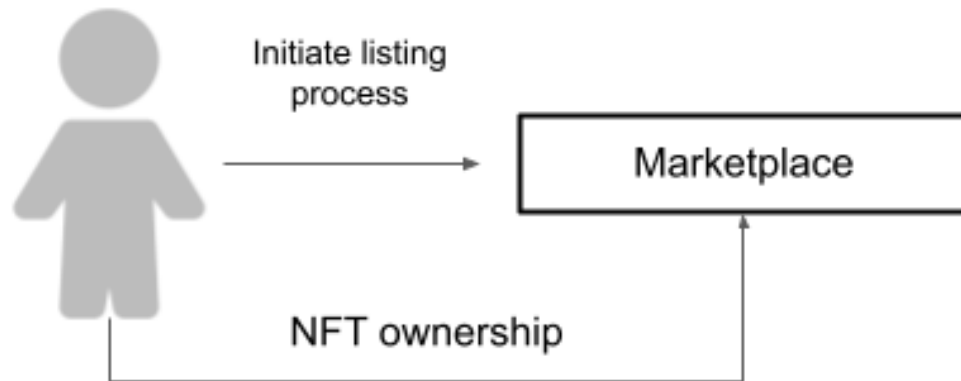 Initiate listing
process
Marketplace
NFT ownership